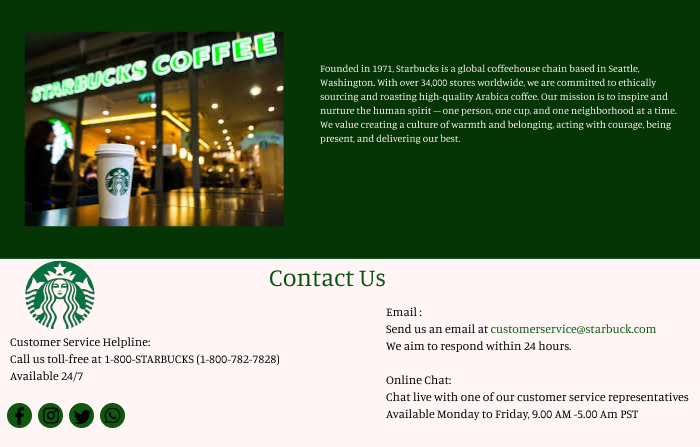 STARBUCKS COFFEE
Founded in 1971, Starbucks is a global coffeehouse chain based in Seattle,
Washington. With over 34,000 stores worldwide, we are committed to ethically
sourcing and roasting high-quality Arabica coffee. Our mission is to inspire and
nurture the human spirit — one person, one cup, and one neighborhood at a time.
We value creating a culture of warmth and belonging, acting with courage, being
present, and delivering our best.
Contact Us
Customer Service Helpline:
Call us toll-free at 1-800-STARBUCKS (1-800-782-7828)
Available 24/7
Email :
Send us an email at customerservice@starbuck.com
We aim to respond within 24 hours.
Online Chat:
Chat live with one of our customer service representatives
Available Monday to Friday, 9.00 AM -5.00 Am PST